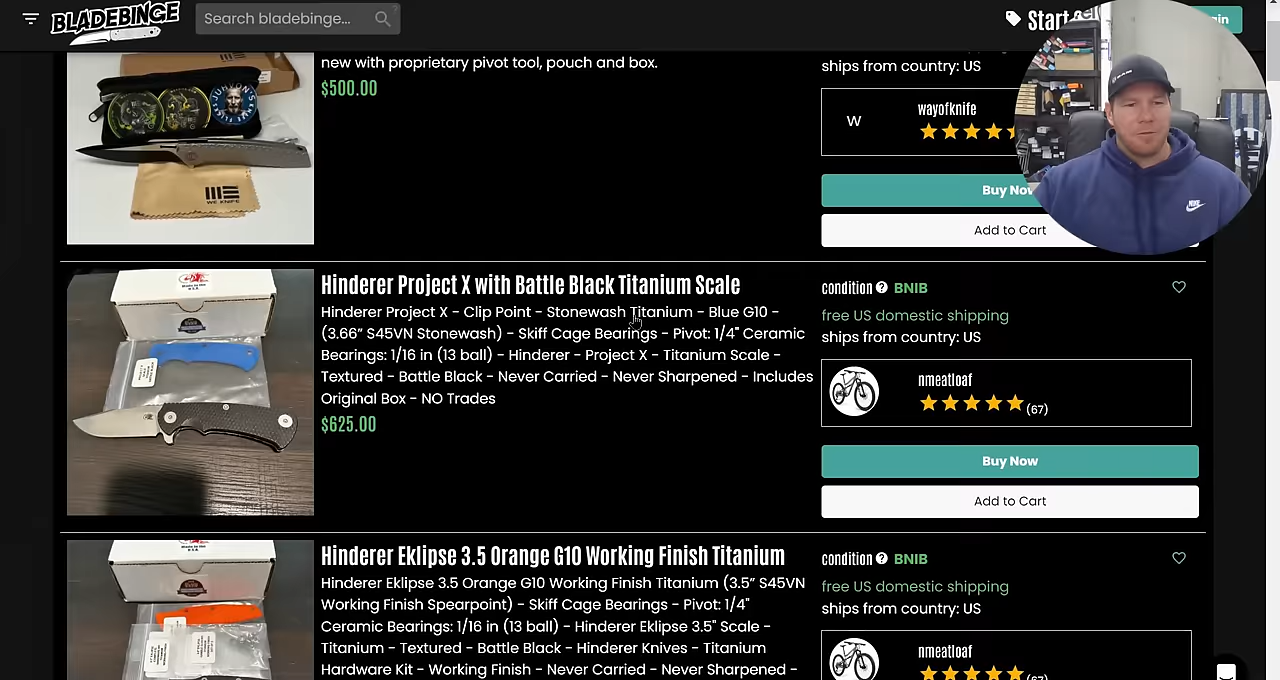 BLADEBINGE
Search bladebinge...
Start
new with proprietary pivot tool, pouch and box.
$500.00
WE KNIFE
ships from country: US
W
wayofknife
Buy Now
Add to Cart
Hinderer Project X with Battle Black Titanium Scale
Hinderer Project X - Clip Point - Stonewash Titanium - Blue G10 -
(3.66” S45VN Stonewash) - Skiff Cage Bearings - Pivot: 1/4" Ceramic
Bearings: 1/16 in (13 ball) - Hinderer - Project X - Titanium Scale -
Textured - Battle Black - Never Carried - Never Sharpened - Includes
Original Box - NO Trades
$625.00
condition ? BNIB
free US domestic shipping
ships from country: US
nmeatloaf
(67)
Buy Now
Add to Cart
Hinderer Eklipse 3.5 Orange G10 Working Finish Titanium
Hinderer Eklipse 3.5 Orange G10 Working Finish Titanium (3.5” S45VN
Working Finish Spearpoint) - Skiff Cage Bearings - Pivot: 1/4"
Ceramic Bearings: 1/16 in (13 ball) - Hinderer Eklipse 3.5" Scale -
Titanium - Textured - Battle Black - Hinderer Knives - Titanium
Hardware Kit - Working Finish - Never Carried - Never Sharpened -
condition ? BNIB
free US domestic shipping
ships from country: US
nmeatloaf
(67)